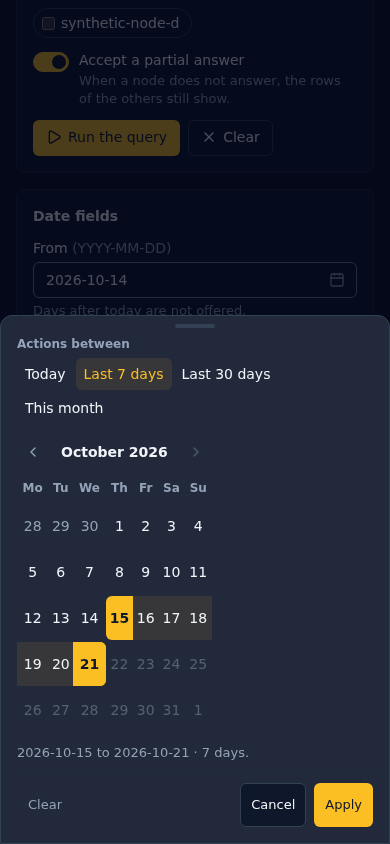 synthetic-node-d
Accept a partial answer
When a node does not answer, the rows
of the others still show.
Run the query
Clear
Date fields
From (YYYY-MM-DD)
2026-10-14
Days after today are not offered.
Actions between
Today Last 7 days Last 30 days
This month
October 2026
Mo Tu We Th Fr Sa Su
28 29 30 1 2 3 4
5 6 7 8 9 10 11
12 13 14 15 16 17 18
19 20 21 22 23 24 25
26 27 28 29 30 31 1
2026-10-15 to 2026-10-21 · 7 days.
Clear Cancel Apply